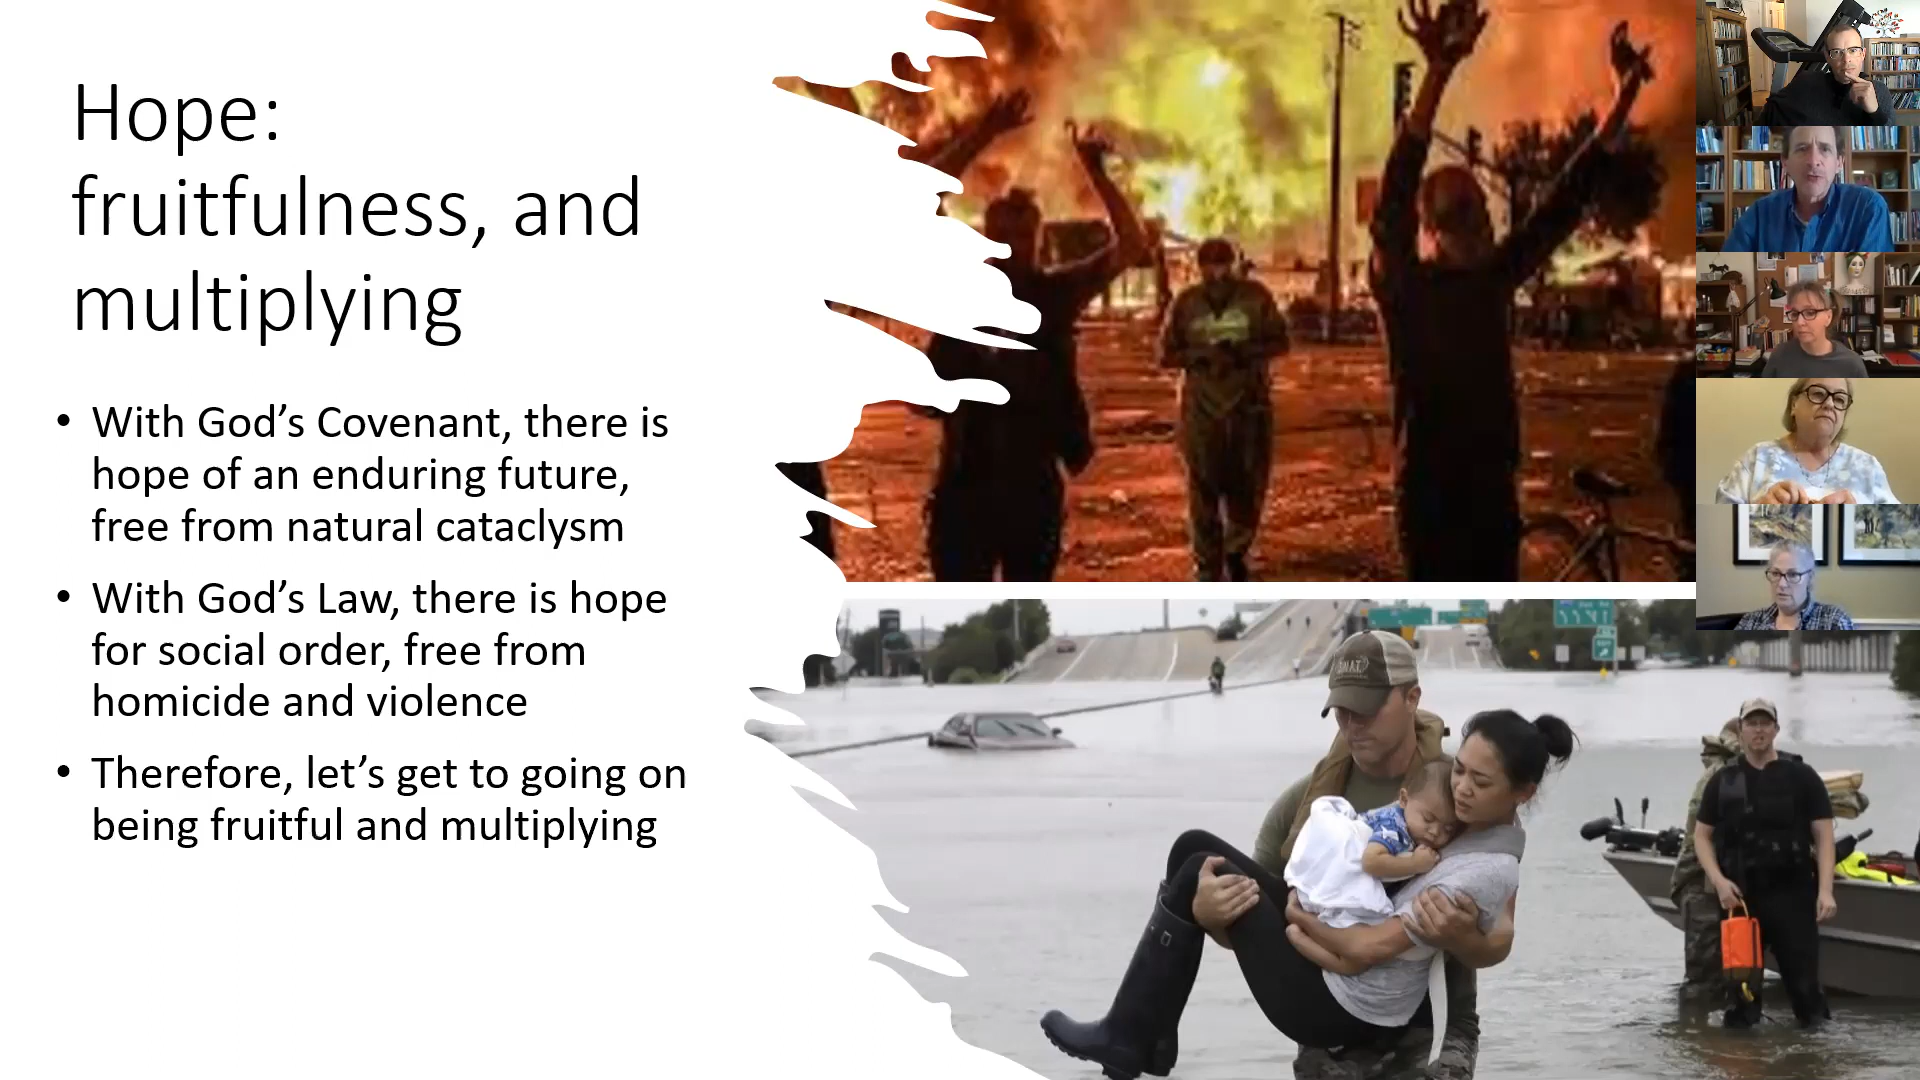 Hope:
fruitfulness, and
multiplying
• With God’s Covenant, there is
hope of an enduring future,
free from natural cataclysm
• With God’s Law, there is hope
for social order, free from
homicide and violence
• Therefore, let’s get to going on
being fruitful and multiplying